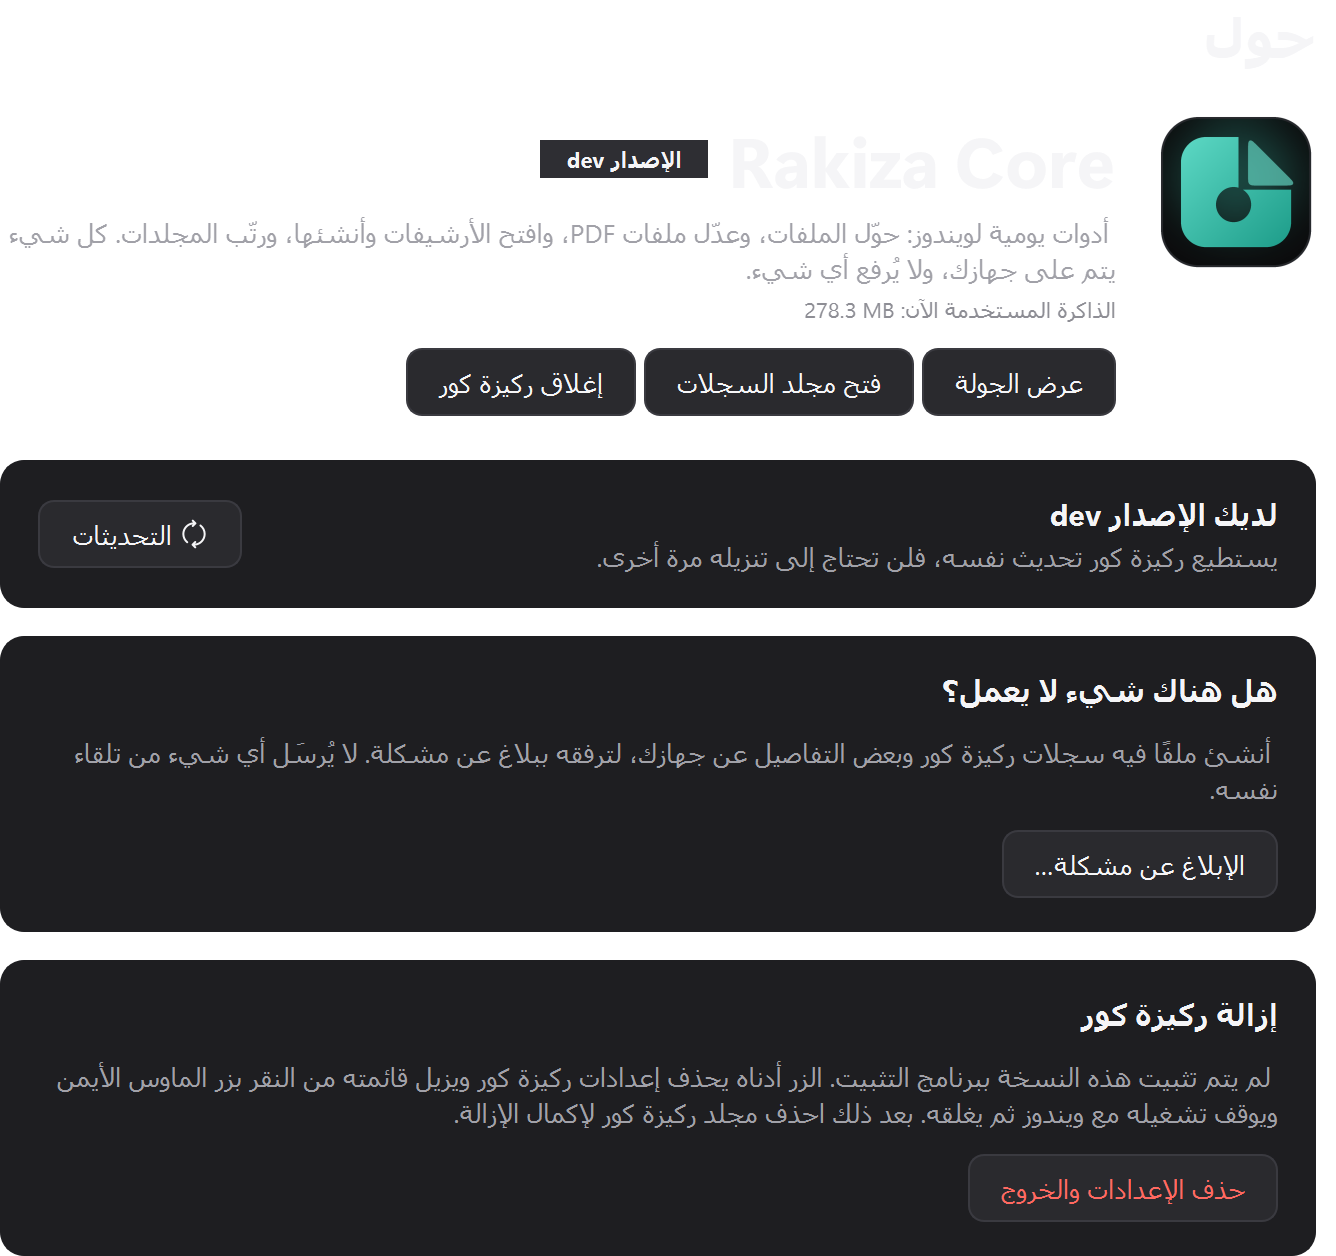 حول
Rakiza Core
الإصدار dev
أدوات يومية لويندوز: حوّل الملفات، وعدّل ملفات PDF، وافتح الأرشيفات وأنشئها، ورتّب المجلدات. كل شيء
يتم على جهازك، ولا يُرفع أي شيء.
الذاكرة المستخدمة الآن: 278.3 MB
عرض الجولة
فتح مجلد السجلات
إغلاق ركيزة كور
لديك الإصدار dev
يستطيع ركيزة كور تحديث نفسه، فلن تحتاج إلى تنزيله مرة أخرى.
التحديثات
هل هناك شيء لا يعمل؟
أنشئ ملفًا فيه سجلات ركيزة كور وبعض التفاصيل عن جهازك، لترفقه ببلاغ عن مشكلة. لا يُرسَل أي شيء من تلقاء
نفسه.
الإبلاغ عن مشكلة...
إزالة ركيزة كور
لم يتم تثبيت هذه النسخة ببرنامج التثبيت. الزر أدناه يحذف إعدادات ركيزة كور ويزيل قائمته من النقر بزر الماوس الأيمن
ويوقف تشغيله مع ويندوز ثم يغلقه. بعد ذلك احذف مجلد ركيزة كور لإكمال الإزالة.
حذف الإعدادات والخروج